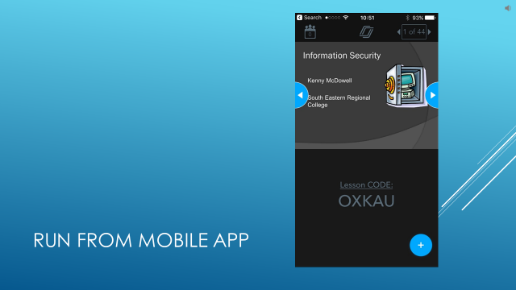 Search 10:51 93%
1 of 44
Information Security
Kenny McDowell
South Eastern Regional
College
Lesson CODE:
OXKAU
+
RUN FROM MOBILE APP